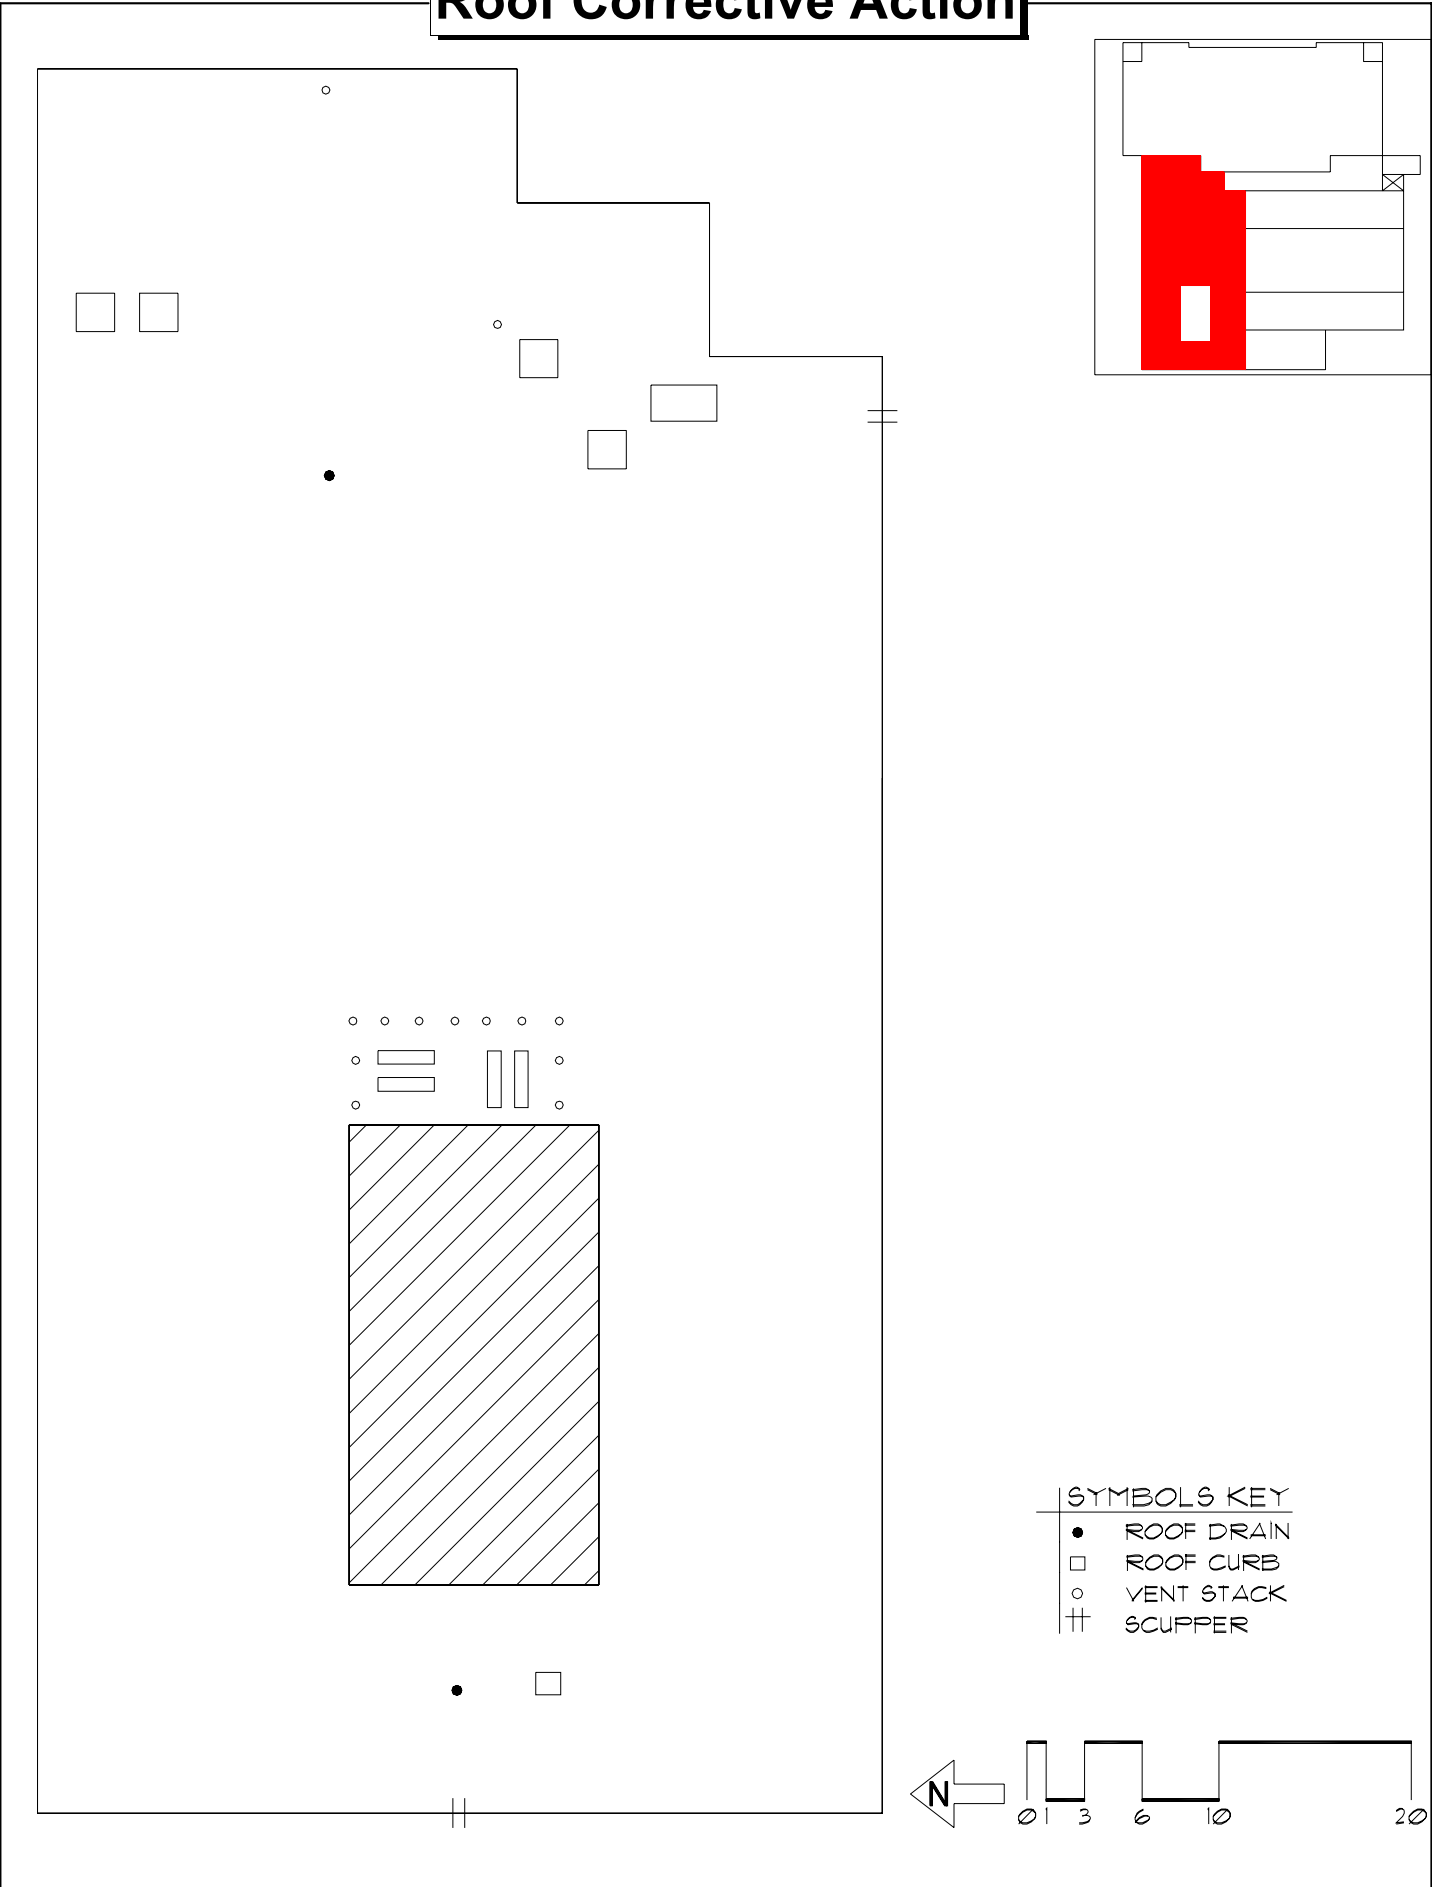 Roof Corrective Action
SYMBOLS KEY
ROOF DRAIN
ROOF CURB
VENT STACK
SCUPPER
N
0 1 3 6 10 20